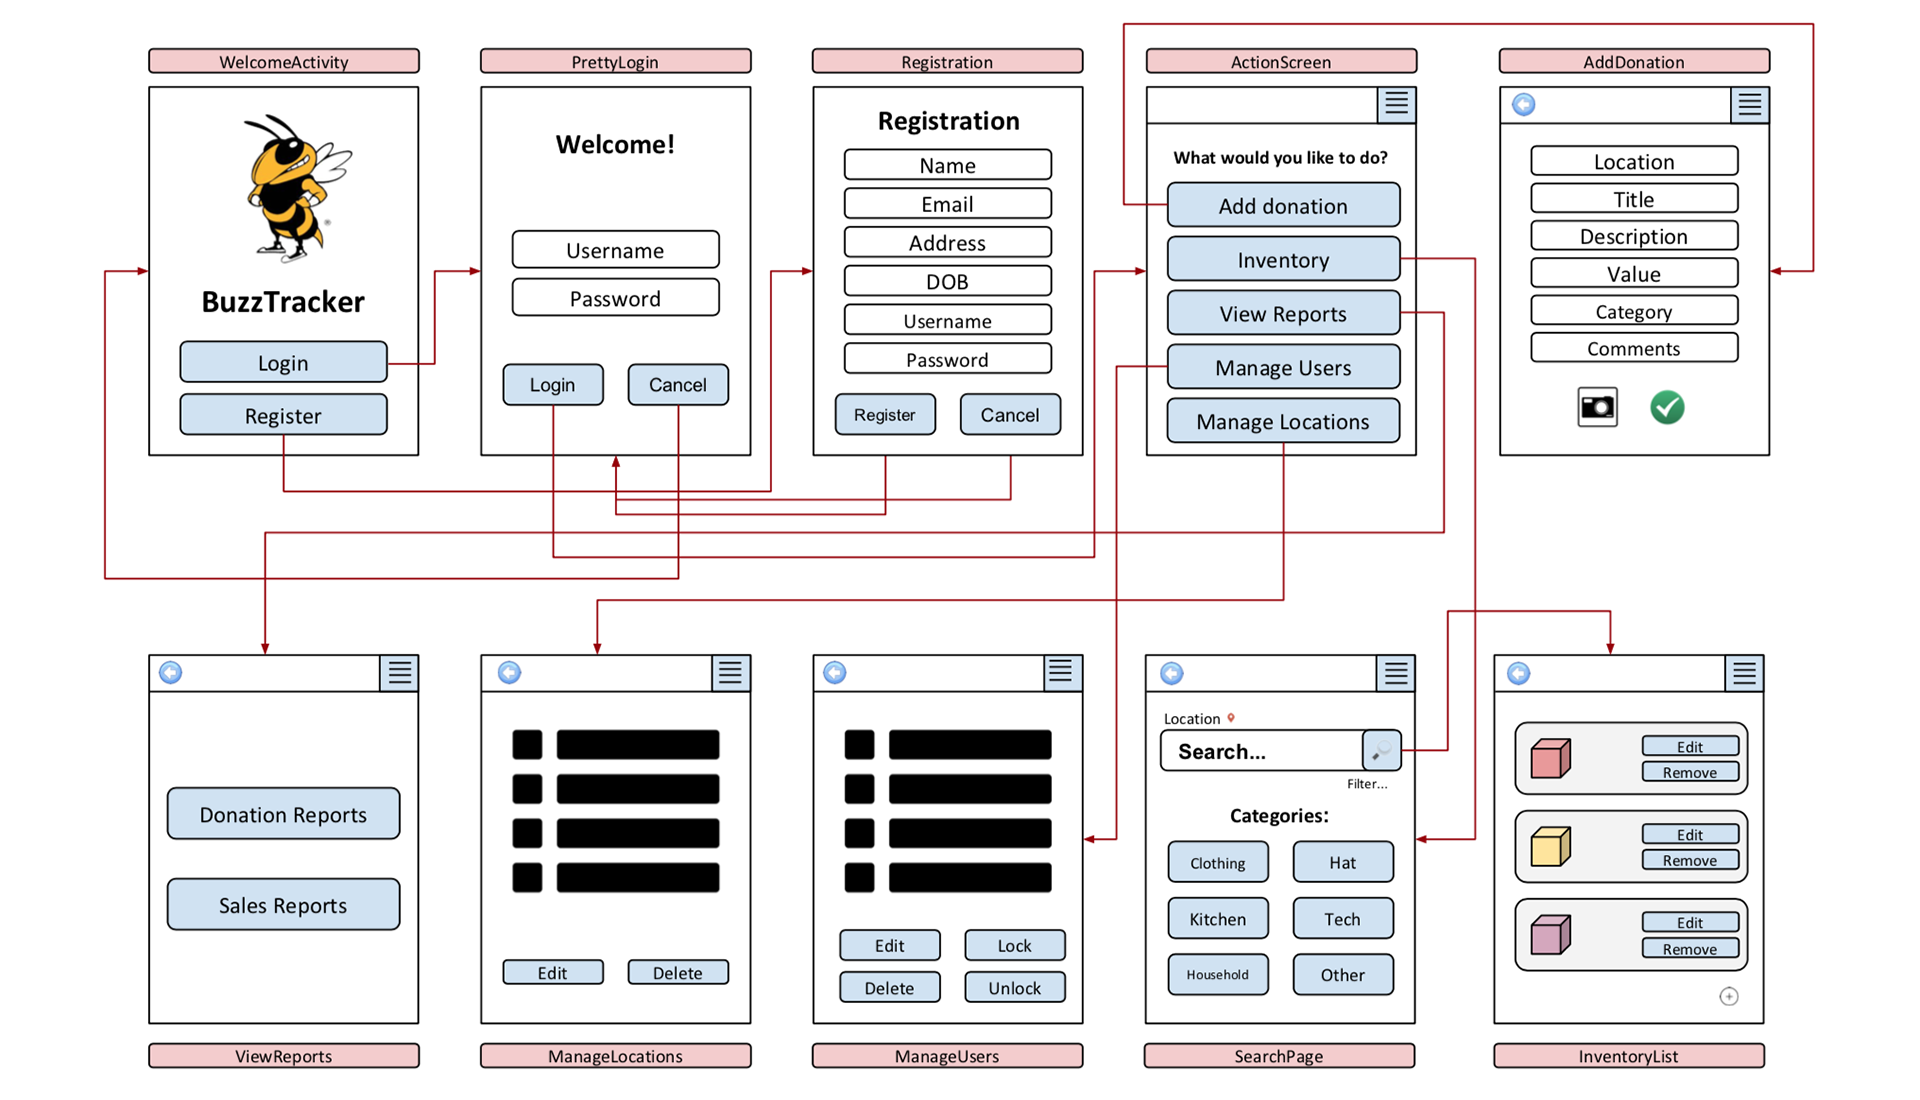 WelcomeActivity
BuzzTracker
Login
Register
PrettyLogin
Welcome!
Username
Password
Login
Cancel
Registration
Registration
Name
Email
Address
DOB
Username
Password
Register
Cancel
ActionScreen
What would you like to do?
Add donation
Inventory
View Reports
Manage Users
Manage Locations
AddDonation
Location
Title
Description
Value
Category
Comments
Donation Reports
Sales Reports
ViewReports
Edit
Delete
ManageLocations
Edit
Lock
Delete
Unlock
ManageUsers
Location
Search...
Filter...
Categories:
Clothing
Hat
Kitchen
Tech
Household
Other
SearchPage
Edit
Remove
Edit
Remove
Edit
Remove
InventoryList